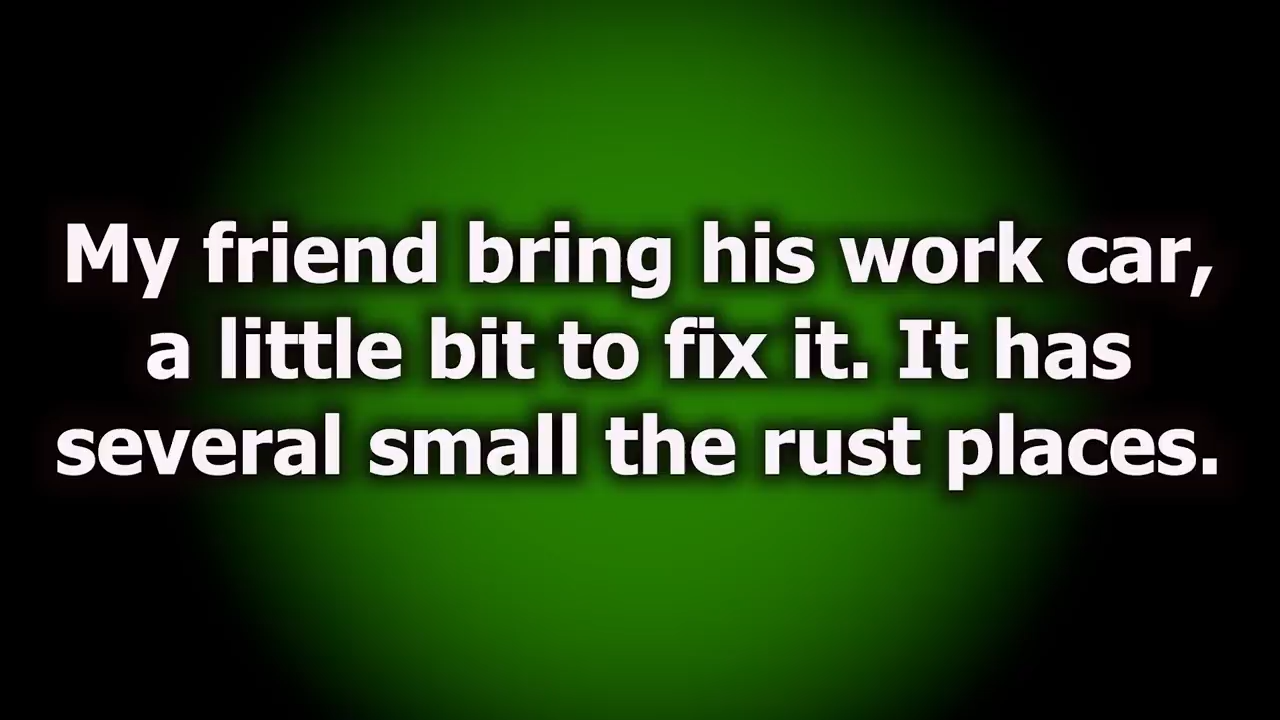 My friend bring his work car,
a little bit to fix it. It has
several small the rust places.